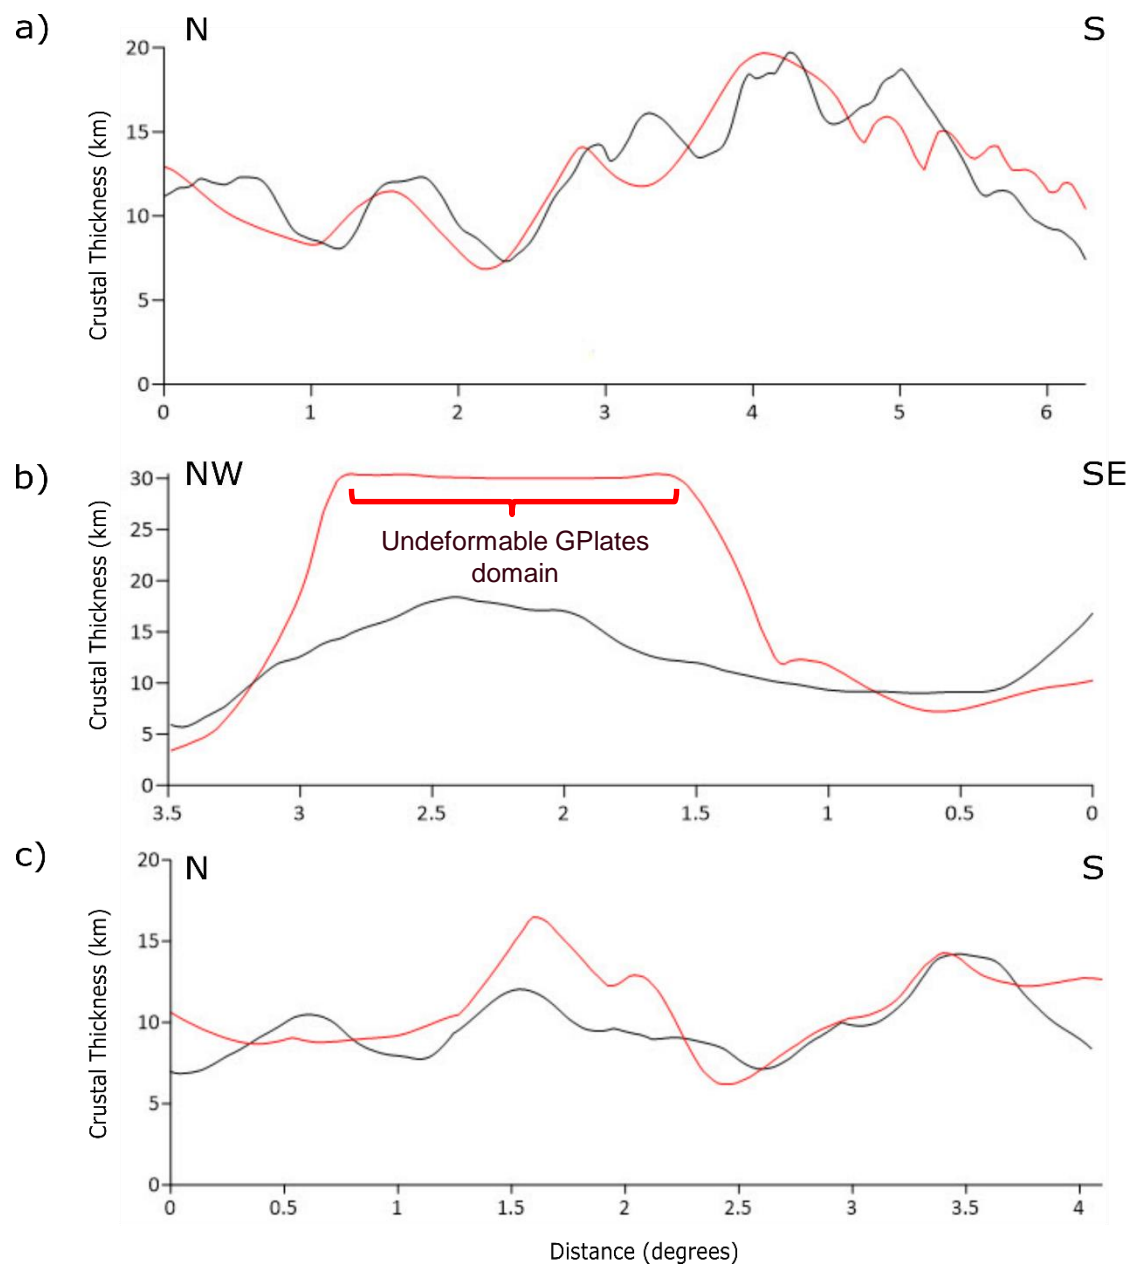 a)
N
S
Crustal Thickness (km)
20
15
10
5
0
0 1 2 3 4 5 6
b)
NW
SE
Crustal Thickness (km)
30
25
20
15
10
5
0
Undeformable GPlates
domain
3.5 3 2.5 2 1.5 1 0.5 0
c)
N
S
Crustal Thickness (km)
20
15
10
5
0
0 0.5 1 1.5 2 2.5 3 3.5 4
Distance (degrees)